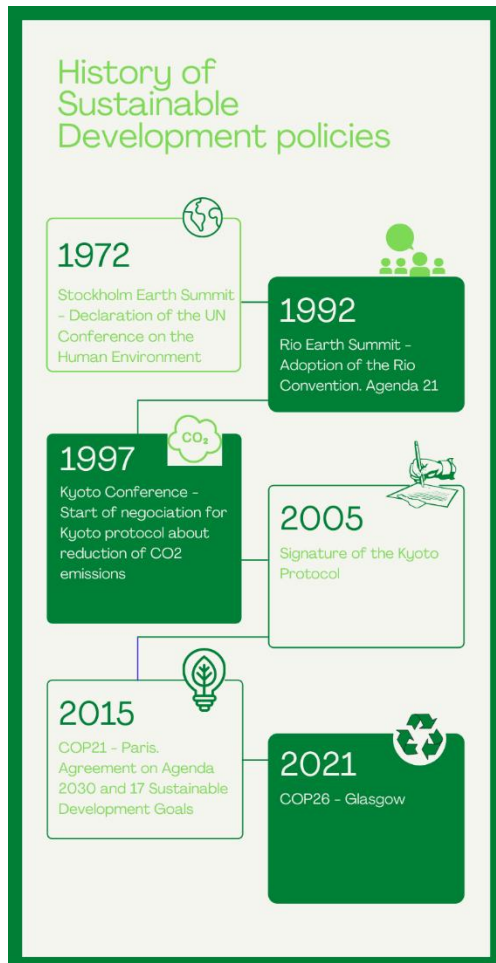 History of
Sustainable
Development policies
1972
Stockholm Earth Summit
- Declaration of the UN
Conference on the
Human Environment
1992
Rio Earth Summit -
Adoption of the Rio
Convention. Agenda 21
CO₂
1997
Kyoto Conference -
Start of negociation for
Kyoto protocol about
reduction of CO2
emissions
2005
Signature of the Kyoto
Protocol
2015
COP21 - Paris.
Agreement on Agenda
2030 and 17 Sustainable
Development Goals
2021
COP26 - Glasgow